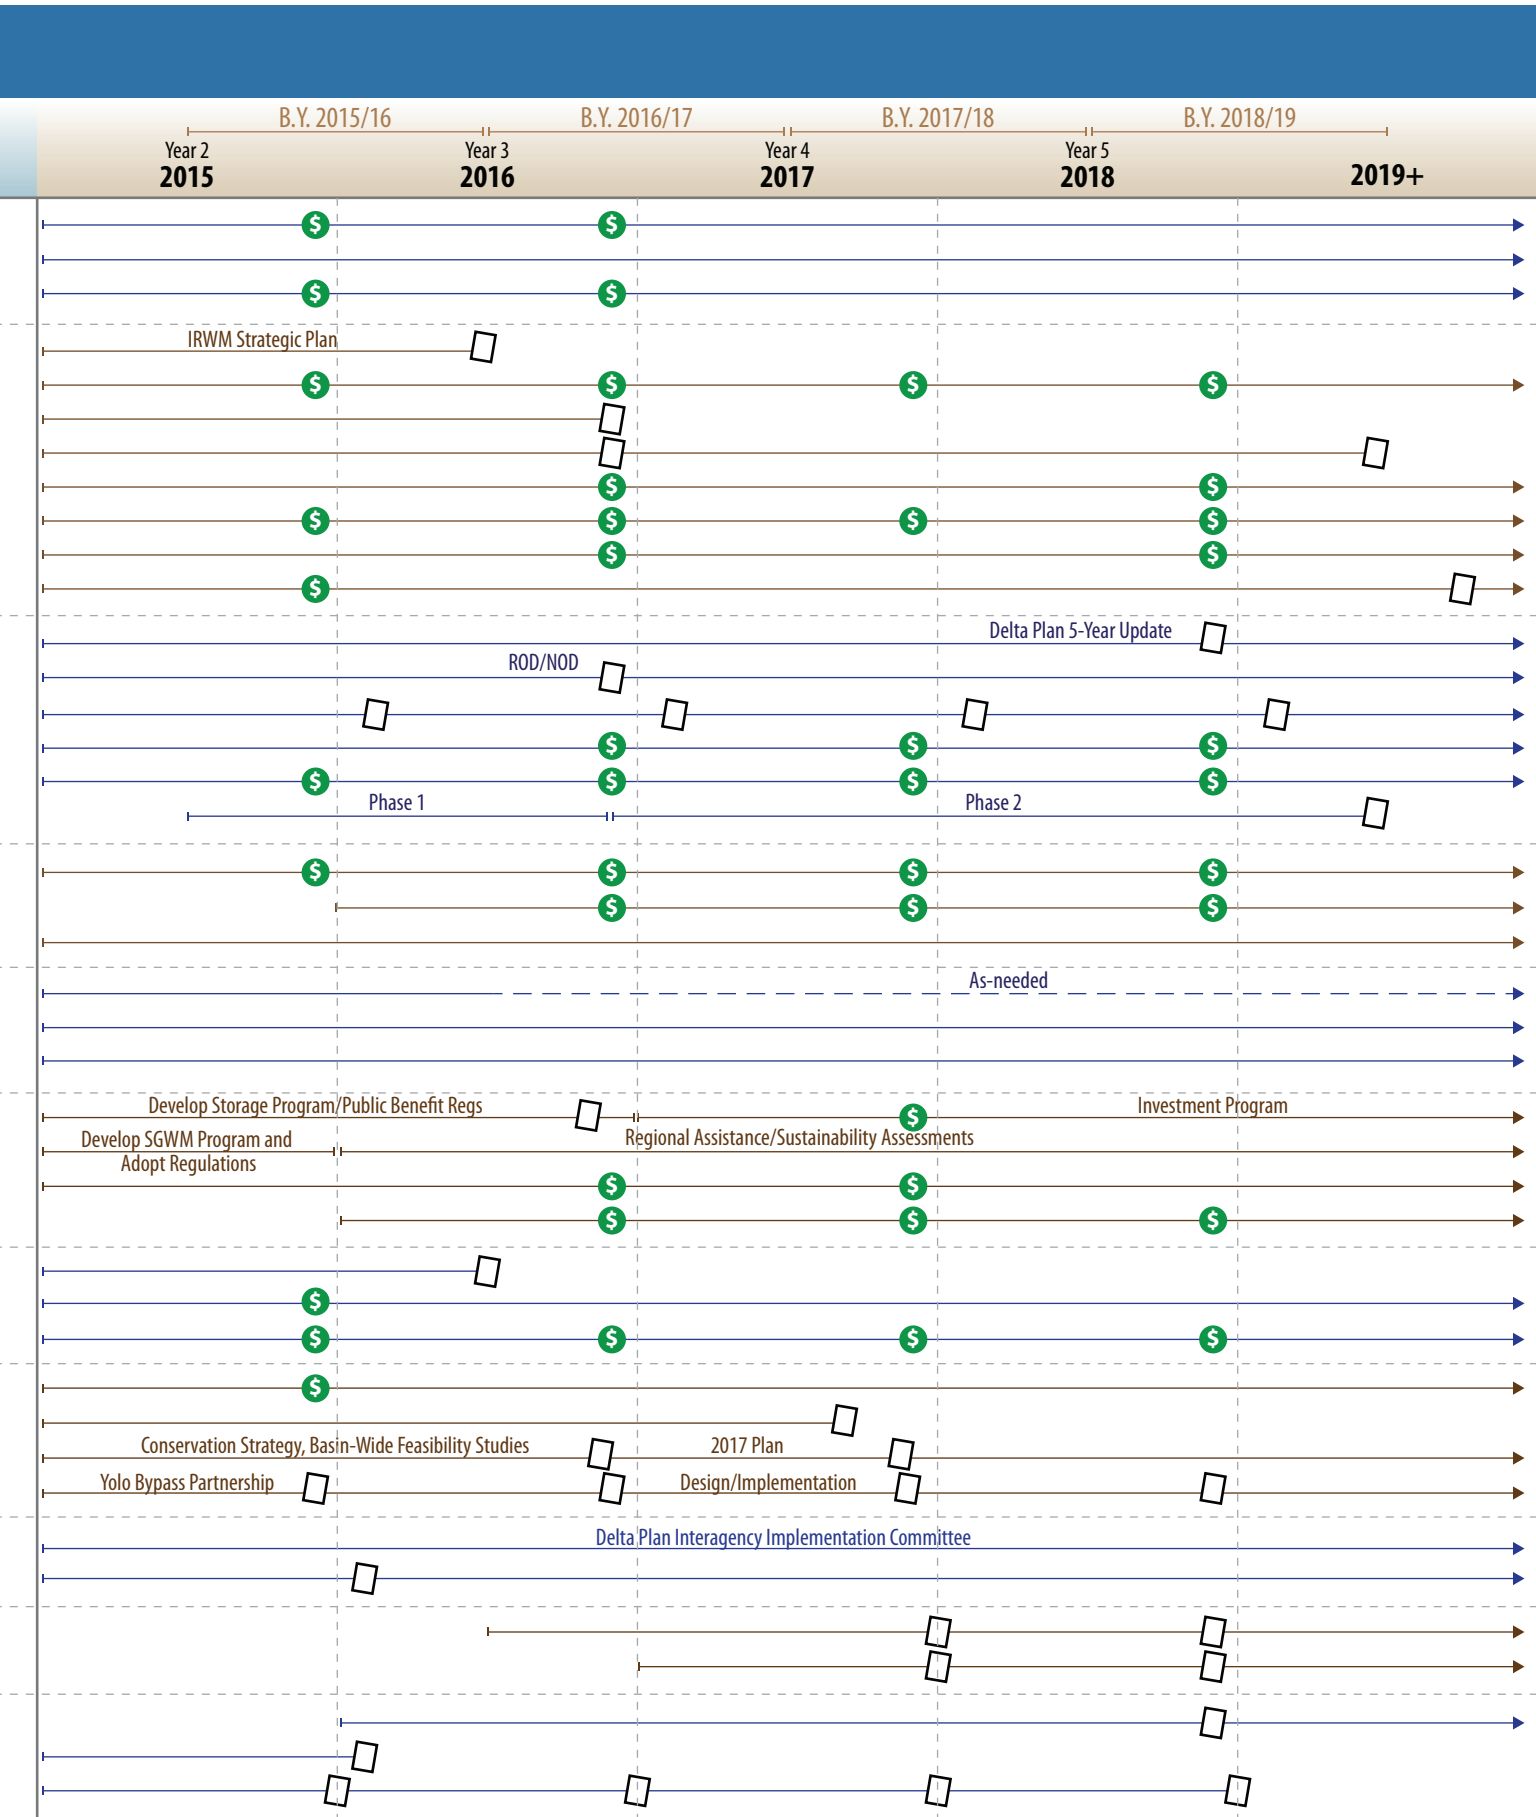 B.Y. 2015/16 B.Y. 2016/17 B.Y. 2017/18 B.Y. 2018/19
Year 2 Year 3 Year 4 Year 5
2015 2016 2017 2018 2019+
$ $
$ $
IRWM Strategic Plan
$ $ $ $
$ $
$ $ $ $
$ $
$
Delta Plan 5-Year Update
ROD/NOD
$ $ $
$ $ $ $
Phase 1 Phase 2
$ $ $ $
$ $ $
As-needed
Develop Storage Program/Public Benefit Regs $ Investment Program
Develop SGWM Program and
Adopt Regulations
Regional Assistance/Sustainability Assessments
$ $
$ $ $
$
$ $ $ $
$
Conservation Strategy, Basin-Wide Feasibility Studies 2017 Plan
Yolo Bypass Partnership Design/Implementation
Delta Plan Interagency Implementation Committee